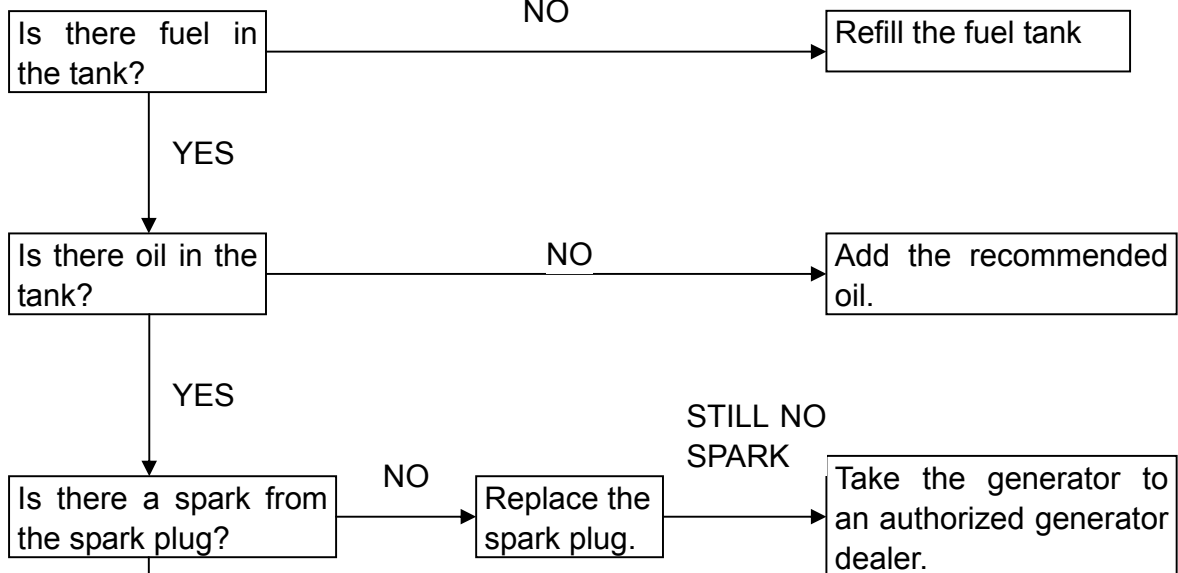 NO
Is there fuel in
the tank?
Refill the fuel tank
YES
Is there oil in the
tank?
NO
Add the recommended
oil.
YES
STILL NO
SPARK
Is there a spark from
the spark plug?
NO
Replace the
spark plug.
Take the generator to
an authorized generator
dealer.